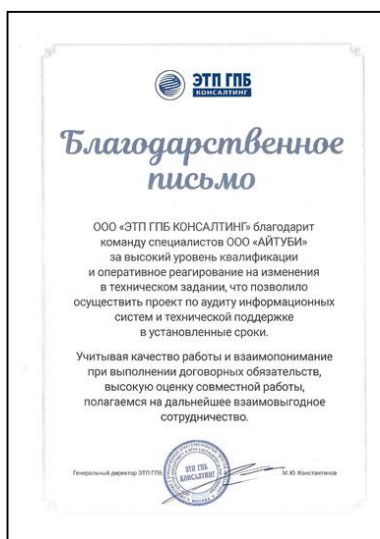 ЭТП ГПБ
КОНСАЛТИНГ
Благодарственное
письмо
ООО «ЭТП ГПБ КОНСАЛТИНГ» благодарит
команду специалистов ООО «АЙТУБИ»
за высокий уровень квалификации
и оперативное реагирование на изменения
в техническом задании, что позволило
осуществить проект по аудиту информационных
систем и технической поддержке
в установленные сроки.
Учитывая качество работы и взаимопонимание
при выполнении договорных обязательств,
высокую оценку совместной работы,
полагаемся на дальнейшее взаимовыгодное
сотрудничество.
Генеральный директор ЭТП ГПБ
М.Ю. Константинов
ЭТП ГПБ
КОНСАЛТИНГ